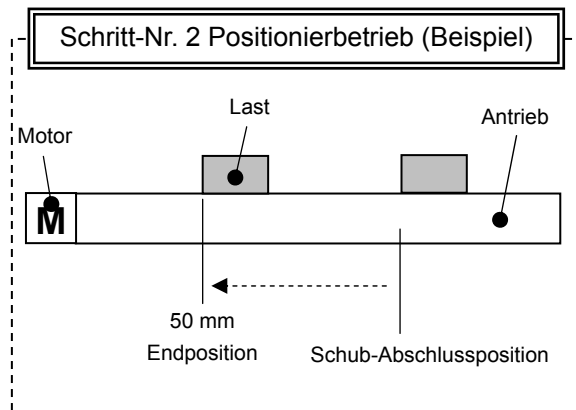 Schritt-Nr. 2 Positionierbetrieb (Beispiel)
Last
Antrieb
Motor
M
50 mm
Endposition
Schub-Abschlussposition